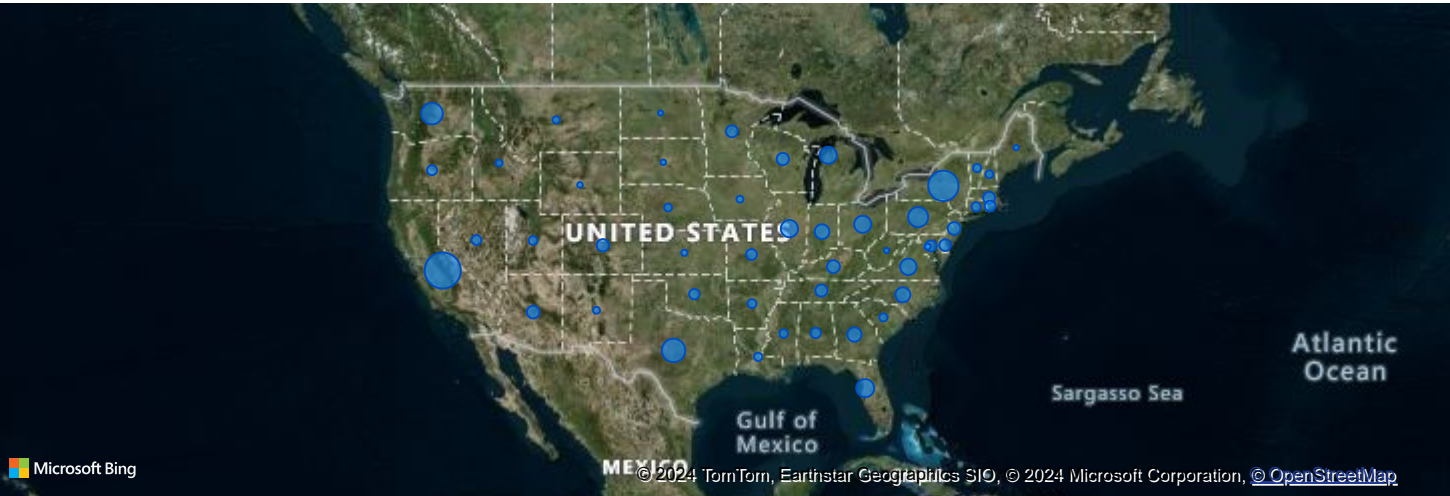 UNITED STATES
Atlantic
Ocean
Sargasso Sea
Gulf of
Mexico
MEXICO
Microsoft Bing
© 2024 TomTom, Earthstar Geographics SIO, © 2024 Microsoft Corporation, © OpenStreetMap